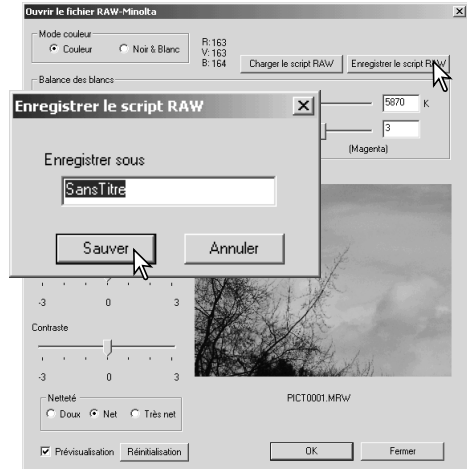 Ouvrir le fichier RAW-Minolta
Mode couleur
Couleur Noir & Blanc
R: 163
V: 163
B: 164
Charger le script RAW Enregistrer le script RAW
Balance des blancs
5870 K
3
(Magenta)
Enregistrer le script RAW
Enregistrer sous
SansTitre
Sauver Annuler
-3 0 3
Contraste
-3 0 3
Netteté
Doux Net Très net
PICT0001.MRW
Prévisualisation Réinitialisation OK Fermer